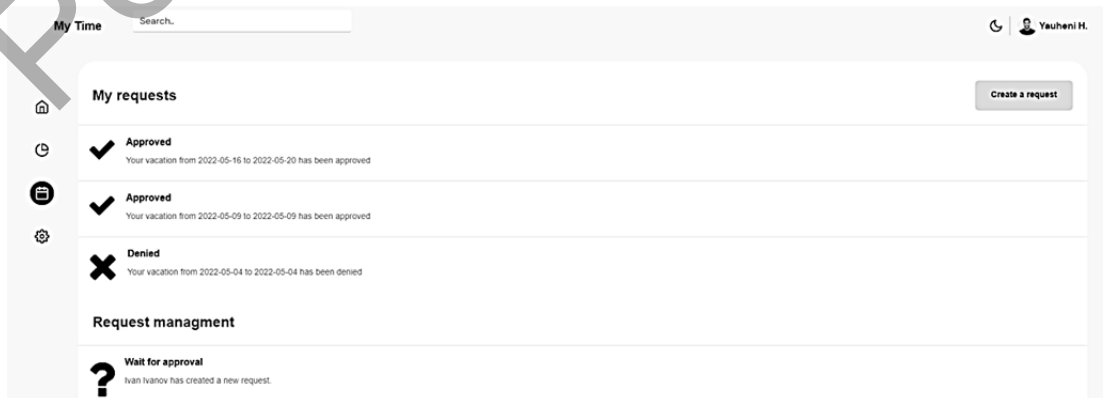 My Time
Search..
Yauheni H.
My requests
Create a request
Approved
Your vacation from 2022-05-16 to 2022-05-20 has been approved
Approved
Your vacation from 2022-05-09 to 2022-05-09 has been approved
Denied
Your vacation from 2022-05-04 to 2022-05-04 has been denied
Request managment
Wait for approval
Ivan Ivanov has created a new request.